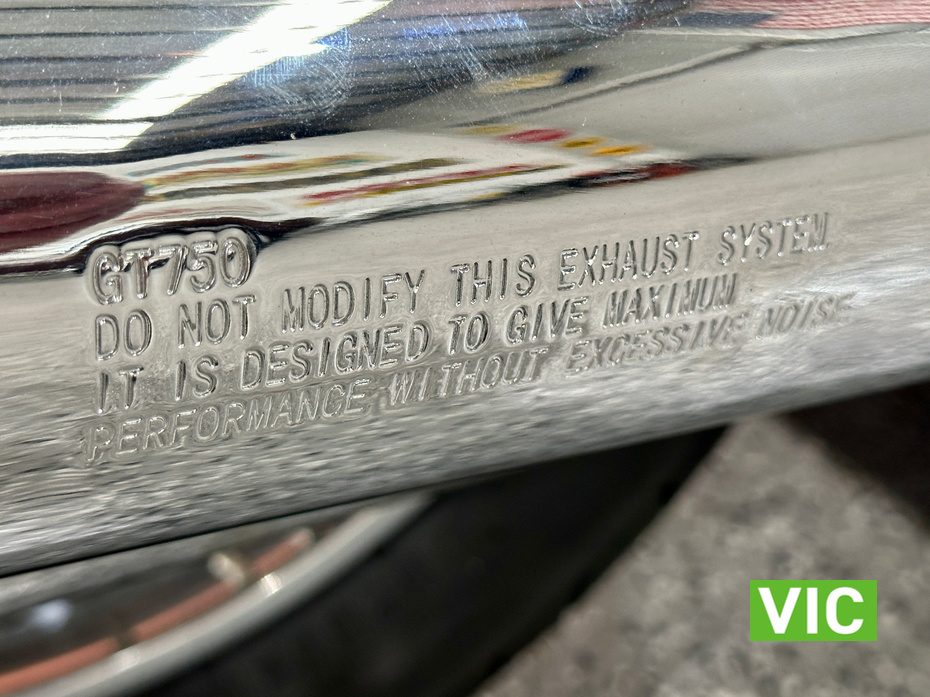 GT750
DO NOT MODIFY THIS EXHAUST SYSTEM.
IT IS DESIGNED TO GIVE MAXIMUM
PERFORMANCE WITHOUT EXCESSIVE NOISE
VIC